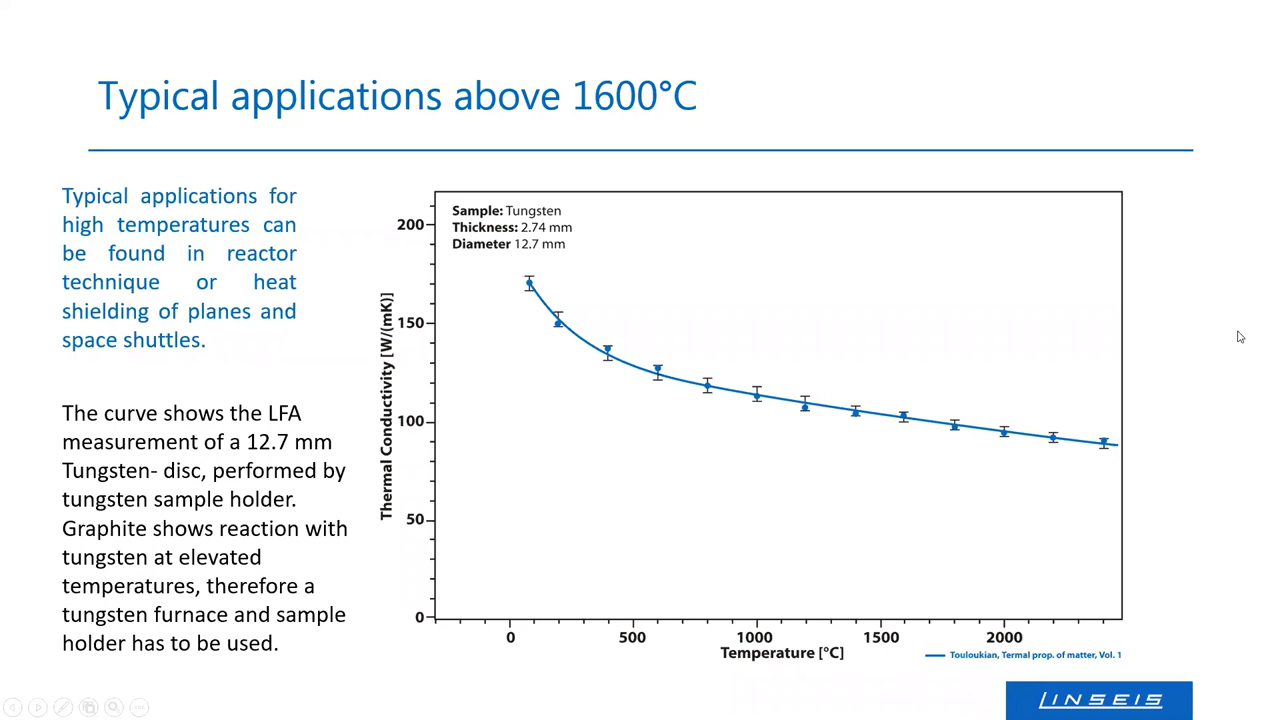 Typical applications above 1600°C
Typical applications for
high temperatures can
be found in reactor
technique or heat
shielding of planes and
space shuttles.
The curve shows the LFA
measurement of a 12.7 mm
Tungsten- disc, performed by
tungsten sample holder.
Graphite shows reaction with
tungsten at elevated
temperatures, therefore a
tungsten furnace and sample
holder has to be used.
Sample: Tungsten
Thickness: 2.74 mm
Diameter 12.7 mm
Thermal Conductivity [W/(mK)]
200
150
100
50
0
0 500 1000 1500 2000
Temperature [°C]
Touloukian, Termal prop. of matter, Vol. 1
LINSEIS